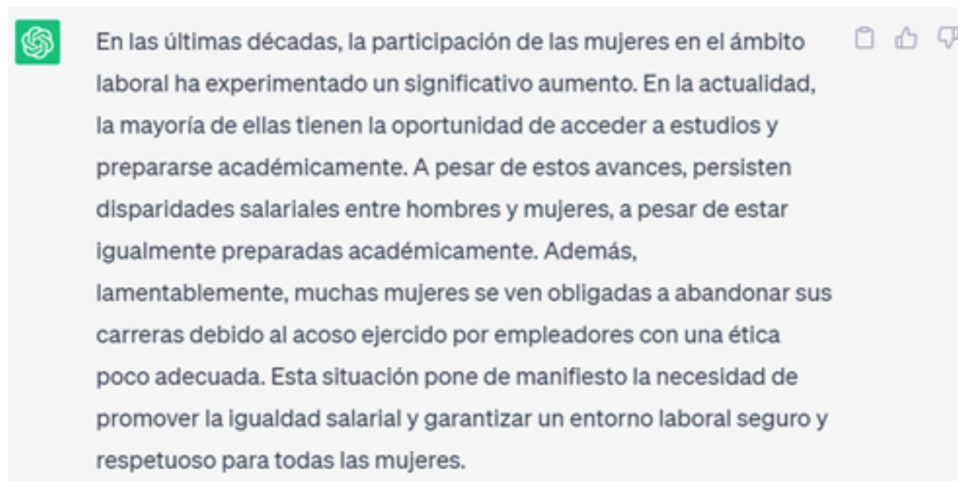 En las últimas décadas, la participación de las mujeres en el ámbito
laboral ha experimentado un significativo aumento. En la actualidad,
la mayoría de ellas tienen la oportunidad de acceder a estudios y
prepararse académicamente. A pesar de estos avances, persisten
disparidades salariales entre hombres y mujeres, a pesar de estar
igualmente preparadas académicamente. Además,
lamentablemente, muchas mujeres se ven obligadas a abandonar sus
carreras debido al acoso ejercido por empleadores con una ética
poco adecuada. Esta situación pone de manifiesto la necesidad de
promover la igualdad salarial y garantizar un entorno laboral seguro y
respetuoso para todas las mujeres.